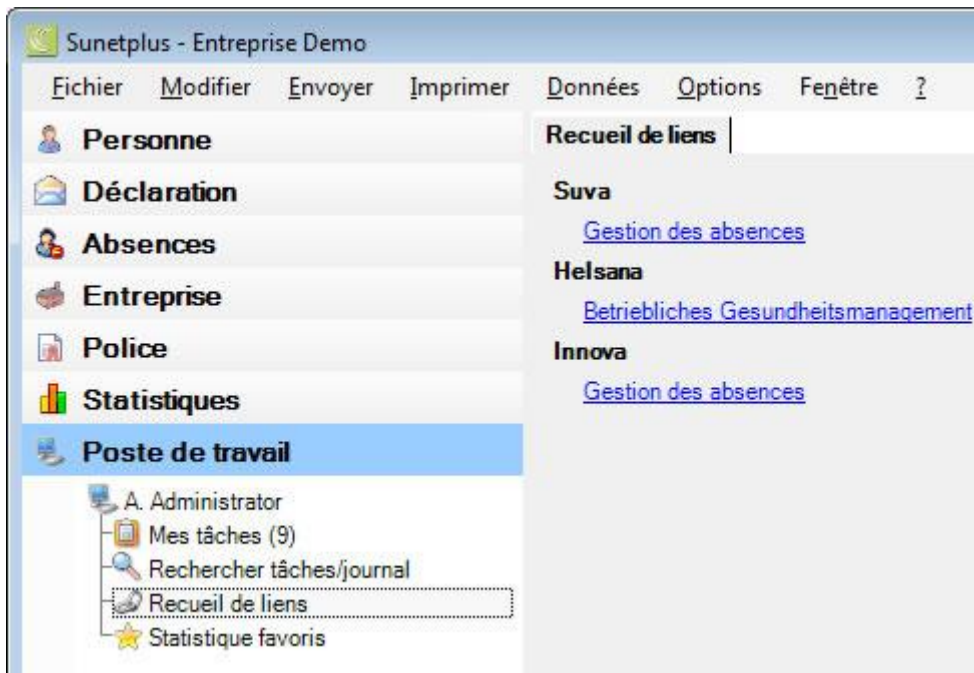 Sunetplus - Entreprise Demo
Fichier Modifier Envoyer Imprimer Données Options Fenêtre ?
Personne
Déclaration
Absences
Entreprise
Police
Statistiques
Poste de travail
A. Administrator
Mes tâches (9)
Rechercher tâches/journal
Recueil de liens
Statistique favoris
Recueil de liens
Suva
Gestion des absences
Helsana
Betriebliches Gesundheitsmanagement
Innova
Gestion des absences